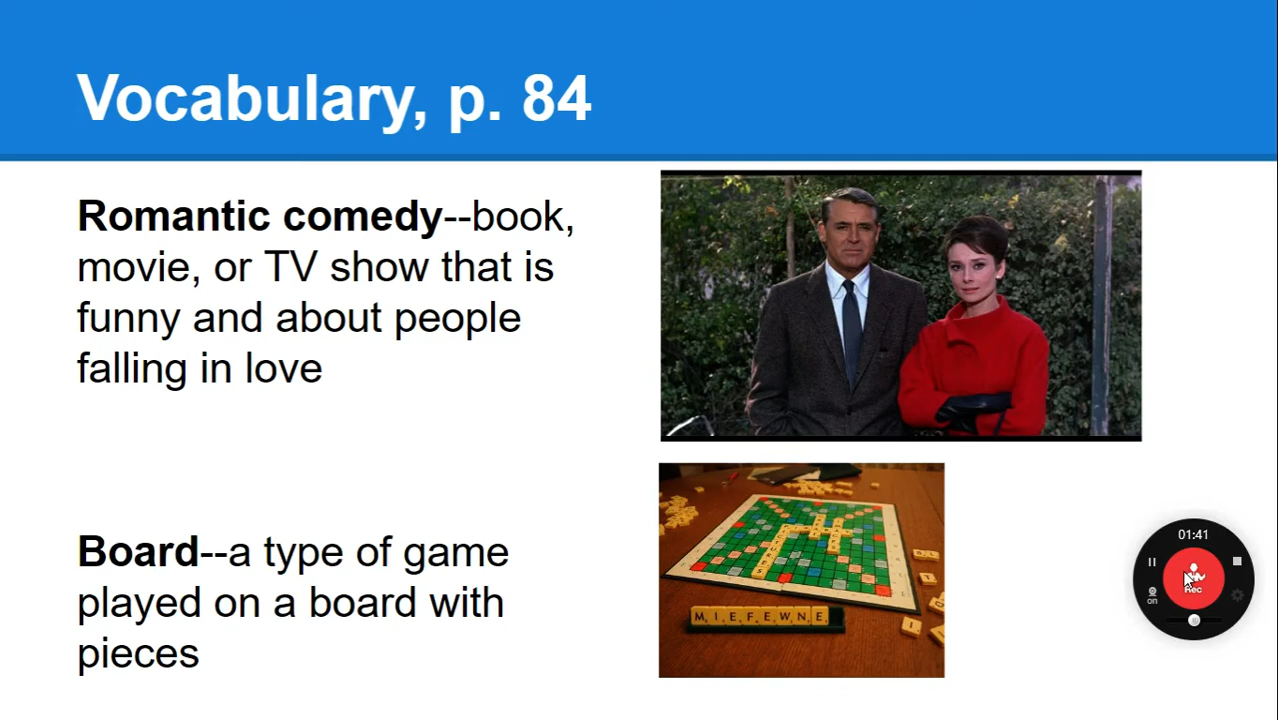 Vocabulary, p. 84
Romantic comedy--book,
movie, or TV show that is
funny and about people
falling in love
Board--a type of game
played on a board with
pieces
MIEFEWNE
01:41
Rec
on